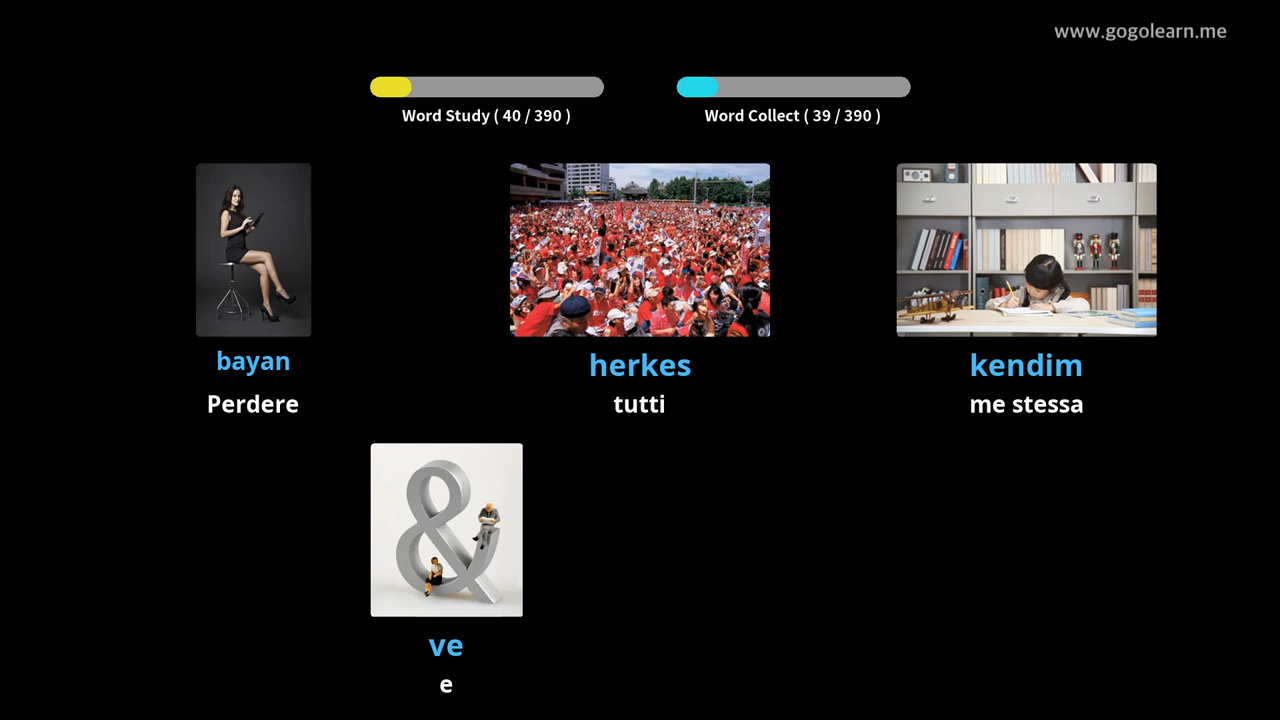 www.gogolearn.me
Word Study ( 40 / 390 )
Word Collect ( 39 / 390 )
bayan
Perdere
herkes
tutti
kendim
me stessa
ve
e